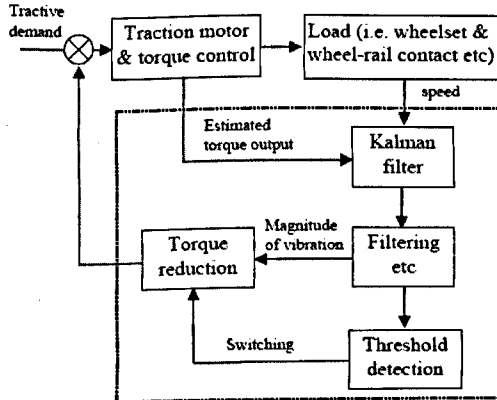 Tractive
demand
Traction motor
& torque control
Load (i.e. wheelset &
wheel-rail contact etc)
speed
Estimated
torque output
Kalman
filter
Magnitude
of vibration
Torque
reduction
Filtering
etc
Switching
Threshold
detection